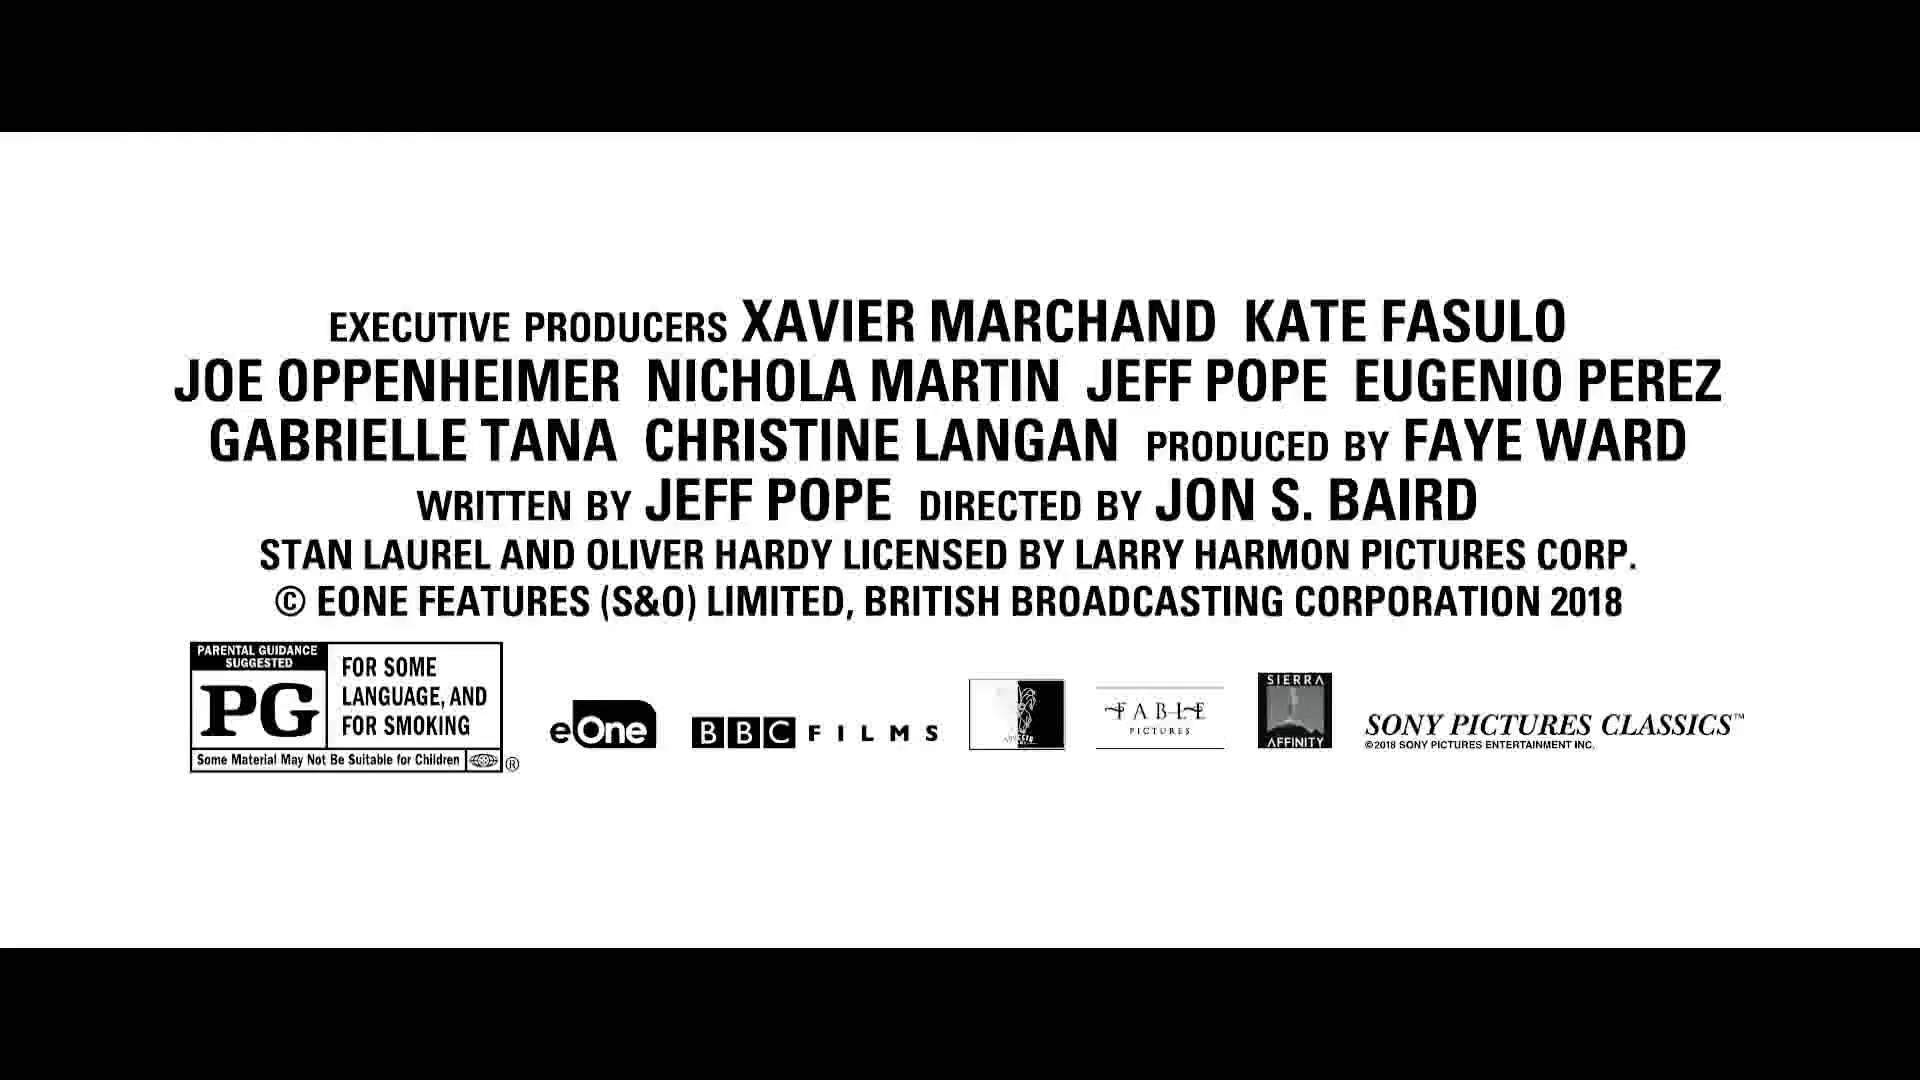 EXECUTIVE PRODUCERS XAVIER MARCHAND KATE FASULO
JOE OPPENHEIMER NICHOLA MARTIN JEFF POPE EUGENIO PEREZ
GABRIELLE TANA CHRISTINE LANGAN PRODUCED BY FAYE WARD
WRITTEN BY JEFF POPE DIRECTED BY JON S. BAIRD
STAN LAUREL AND OLIVER HARDY LICENSED BY LARRY HARMON PICTURES CORP.
© EONE FEATURES (S&O) LIMITED, BRITISH BROADCASTING CORPORATION 2018
PARENTAL GUIDANCE
SUGGESTED
PG
FOR SOME
LANGUAGE, AND
FOR SMOKING
Some Material May Not Be Suitable for Children
®
eOne
BBC FILMS
FABLE
PICTURES
SIERRA
AFFINITY
SONY PICTURES CLASSICS™
©2018 SONY PICTURES ENTERTAINMENT INC.